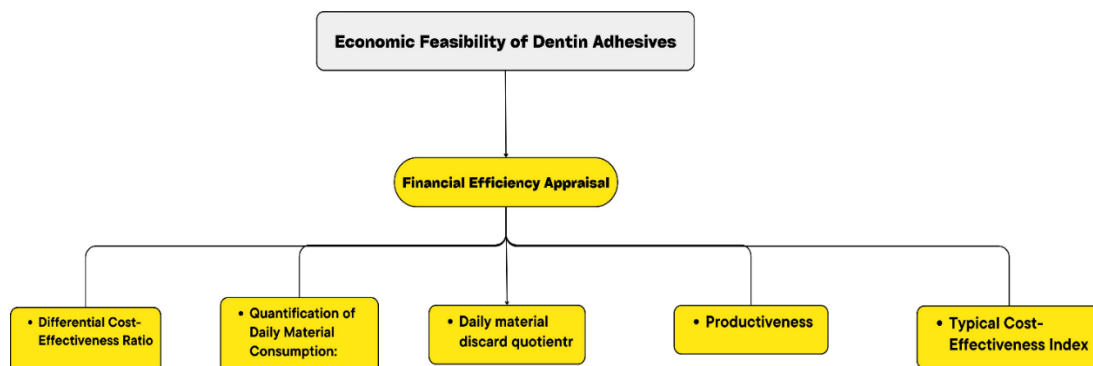 Economic Feasibility of Dentin Adhesives
Financial Efficiency Appraisal
• Differential Cost-
Effectiveness Ratio
• Quantification of
Daily Material
Consumption:
• Daily material
discard quotientr
• Productiveness
• Typical Cost-
Effectiveness Index